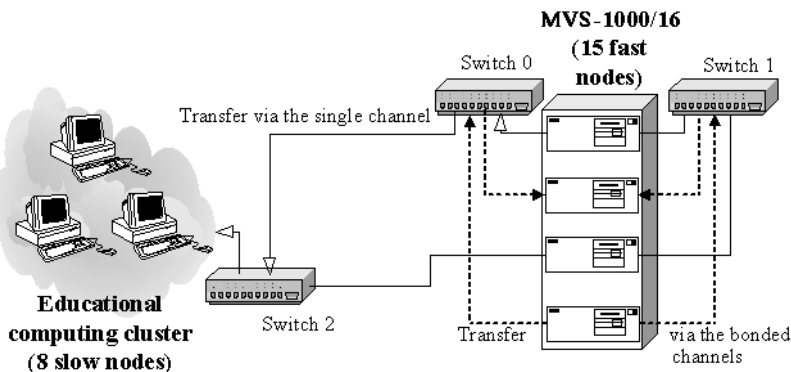 MVS-1000/16
(15 fast
nodes)
Switch 0
Switch 1
Transfer via the single channel
Educational
computing cluster
(8 slow nodes)
Switch 2
Transfer
via the bonded
channels